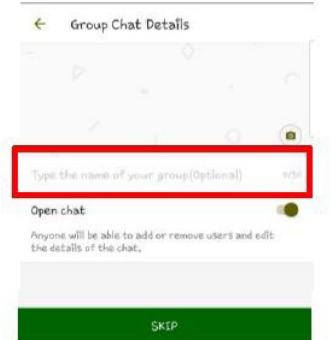 Group Chat Details
Type the name of your group(Optional)
Open chat
Anyone will be able to add or remove users and edit
the details of the chat.
SKIP